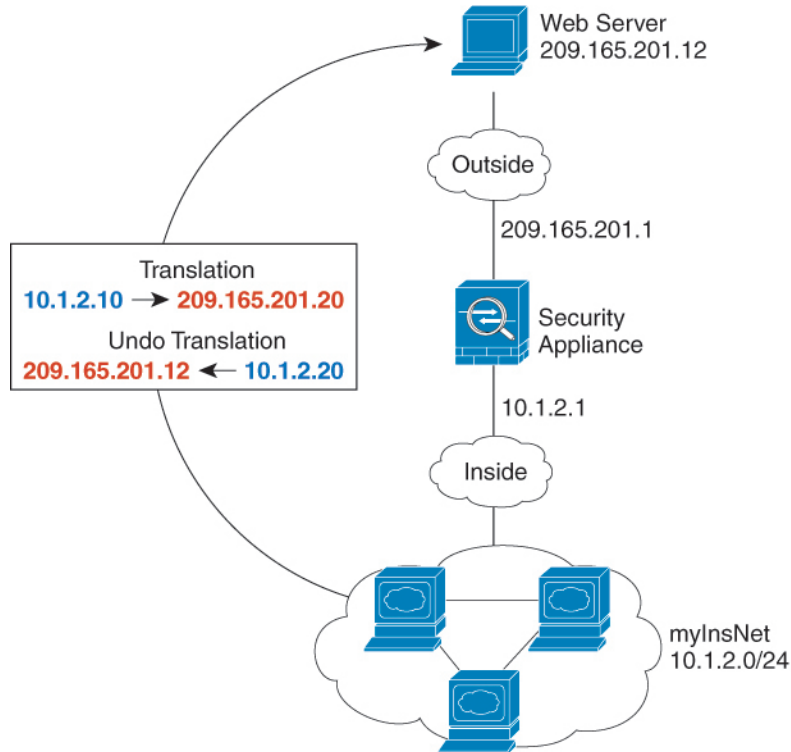 Web Server
209.165.201.12
Outside
209.165.201.1
Translation
10.1.2.10 → 209.165.201.20
Undo Translation
209.165.201.12 ← 10.1.2.20
Security
Appliance
10.1.2.1
Inside
myInsNet
10.1.2.0/24